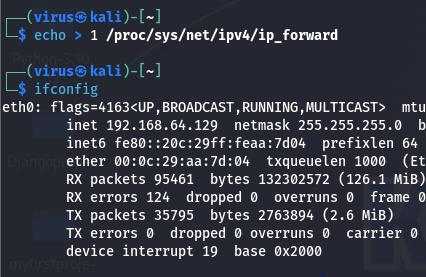 (virus㉿kali)-[~]
$ echo > 1 /proc/sys/net/ipv4/ip_forward
(virus㉿kali)-[~]
$ ifconfig
eth0: flags=4163<UP,BROADCAST,RUNNING,MULTICAST>  mtu
inet 192.168.64.129  netmask 255.255.255.0  b
inet6 fe80::20c:29ff:feaa:7d04  prefixlen 64
ether 00:0c:29:aa:7d:04  txqueuelen 1000  (Et
RX packets 95461  bytes 132302572 (126.1 MiB)
RX errors 124  dropped 0  overruns 0  frame 0
TX packets 35795  bytes 2763894 (2.6 MiB)
TX errors 0  dropped 0 overruns 0  carrier 0
device interrupt 19  base 0x2000
Python-3.10
myfirstproje